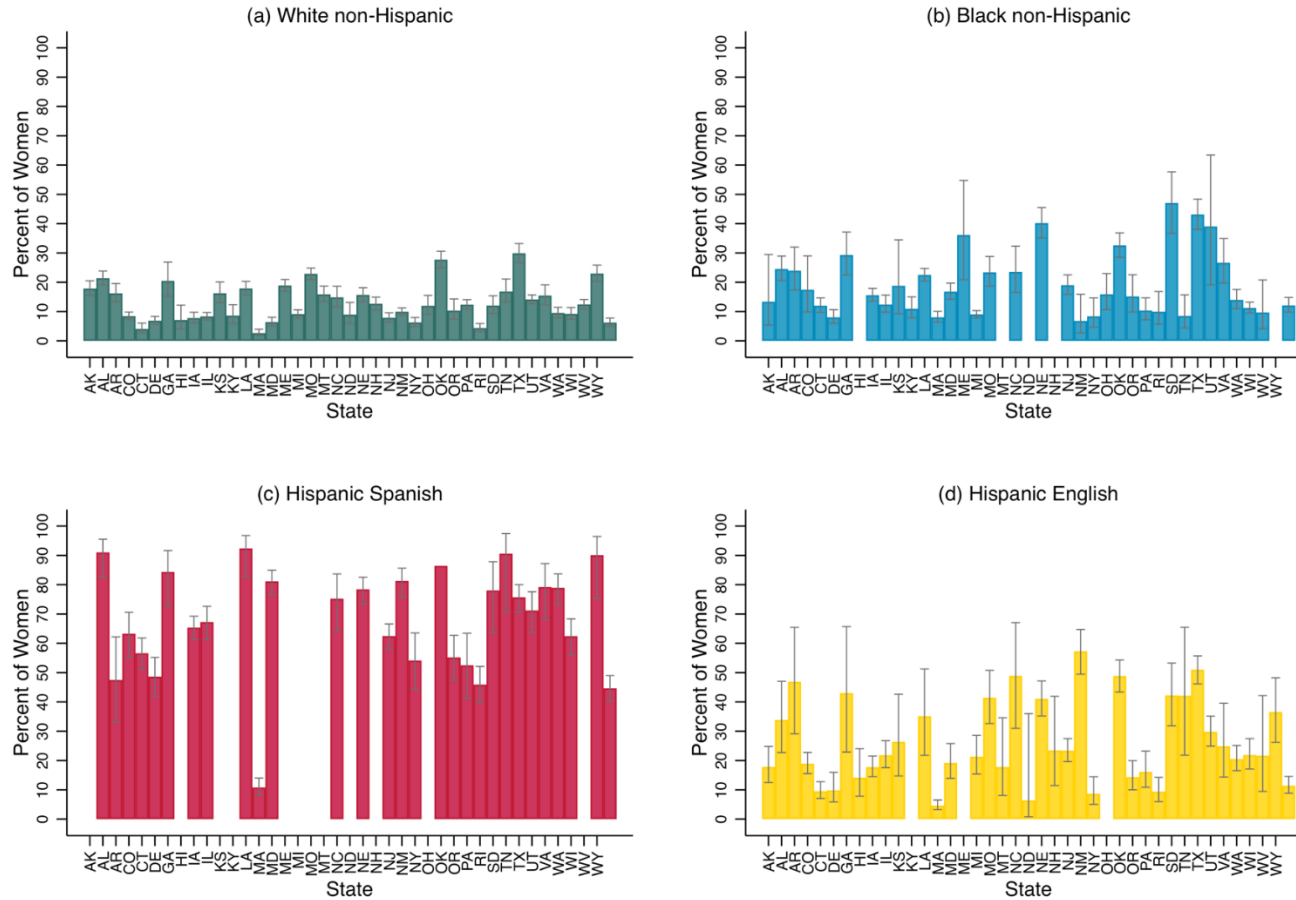 (a) White non-Hispanic
Percent of Women
0 10 20 30 40 50 60 70 80 90 100
AK AL AR CO CT DE GA HI IA IL KS KY LA MA MD ME MI MO MT NC ND NE NH NJ NM NY OH OK OR PA RI SD TN TX UT VA WA WI WV WY
State
(b) Black non-Hispanic
Percent of Women
0 10 20 30 40 50 60 70 80 90 100
AK AL AR CO CT DE GA HI IA IL KS KY LA MA MD ME MI MO MT NC ND NE NH NJ NM NY OH OK OR PA RI SD TN TX UT VA WA WI WV WY
State
(c) Hispanic Spanish
Percent of Women
0 10 20 30 40 50 60 70 80 90 100
AK AL AR CO CT DE GA HI IA IL KS KY LA MA MD ME MI MO MT NC ND NE NH NJ NM NY OH OK OR PA RI SD TN TX UT VA WA WI WV WY
State
(d) Hispanic English
Percent of Women
0 10 20 30 40 50 60 70 80 90 100
AK AL AR CO CT DE GA HI IA IL KS KY LA MA MD ME MI MO MT NC ND NE NH NJ NM NY OH OK OR PA RI SD TN TX UT VA WA WI WV WY
State